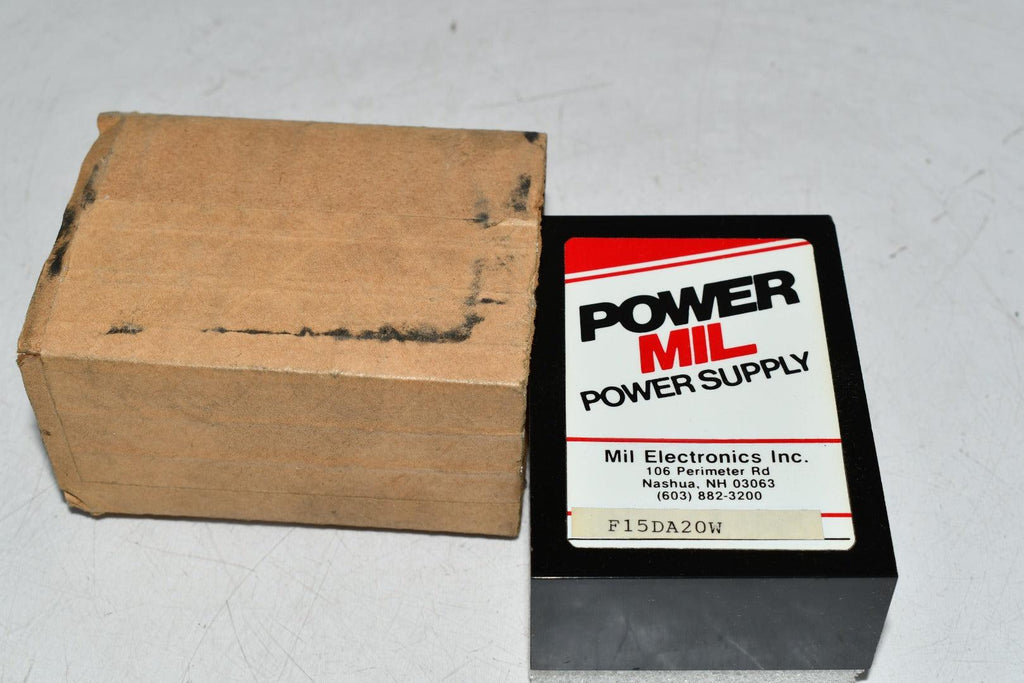 POWER
MIL
POWER SUPPLY
Mil Electronics Inc.
106 Perimeter Rd
Nashua, NH 03063
(603) 882-3200
F15DA20W